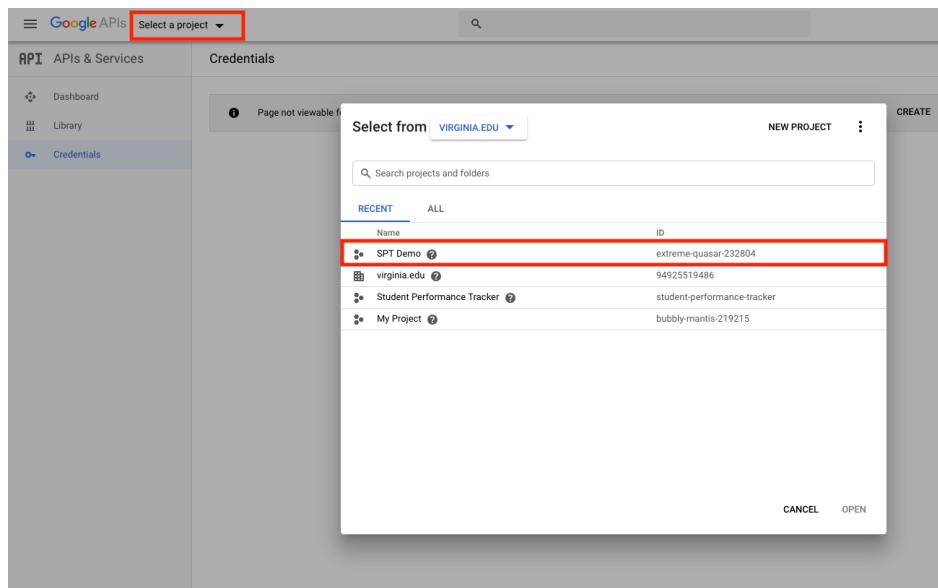 Google APIs Select a project
API APIs & Services
Credentials
Dashboard
Library
Credentials
Page not viewable f
CREATE
Select from VIRGINIA.EDU
NEW PROJECT
Search projects and folders
RECENT ALL
Name ID
SPT Demo extreme-quasar-232804
virginia.edu 94925519486
Student Performance Tracker student-performance-tracker
My Project bubbly-mantis-219215
CANCEL OPEN